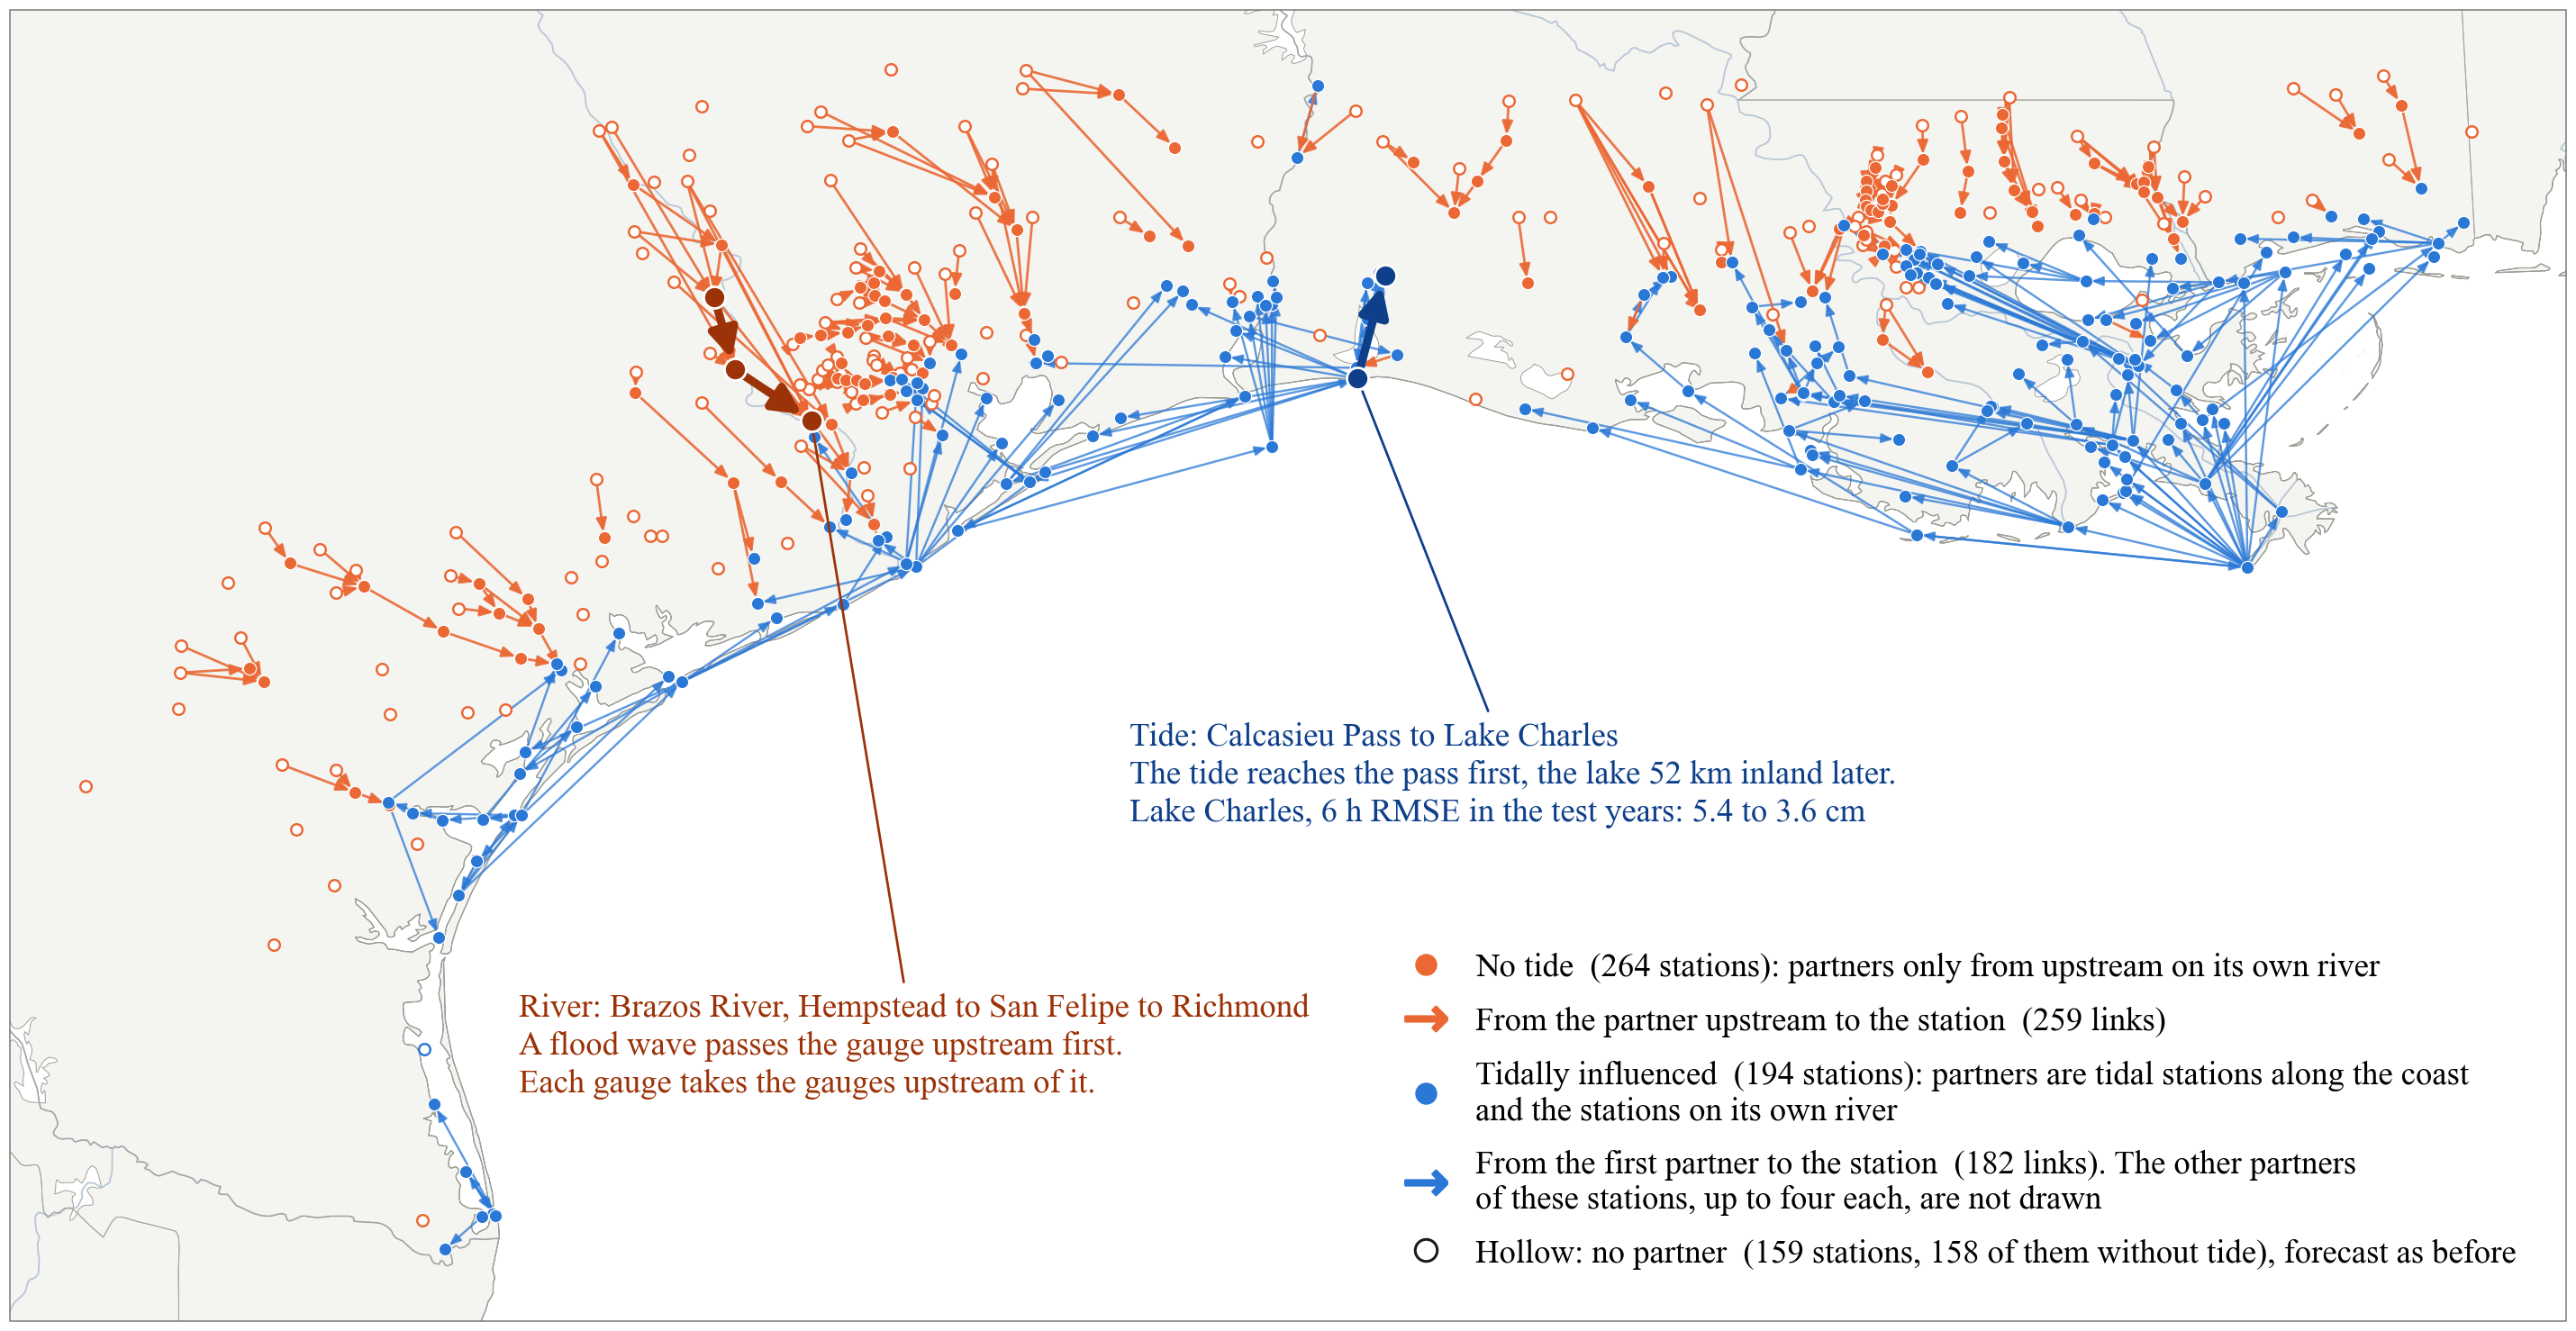 Tide: Calcasieu Pass to Lake Charles
The tide reaches the pass first, the lake 52 km inland later.
Lake Charles, 6 h RMSE in the test years: 5.4 to 3.6 cm
River: Brazos River, Hempstead to San Felipe to Richmond
A flood wave passes the gauge upstream first.
Each gauge takes the gauges upstream of it.
No tide (264 stations): partners only from upstream on its own river
From the partner upstream to the station (259 links)
Tidally influenced (194 stations): partners are tidal stations along the coast
and the stations on its own river
From the first partner to the station (182 links). The other partners
of these stations, up to four each, are not drawn
Hollow: no partner (159 stations, 158 of them without tide), forecast as before